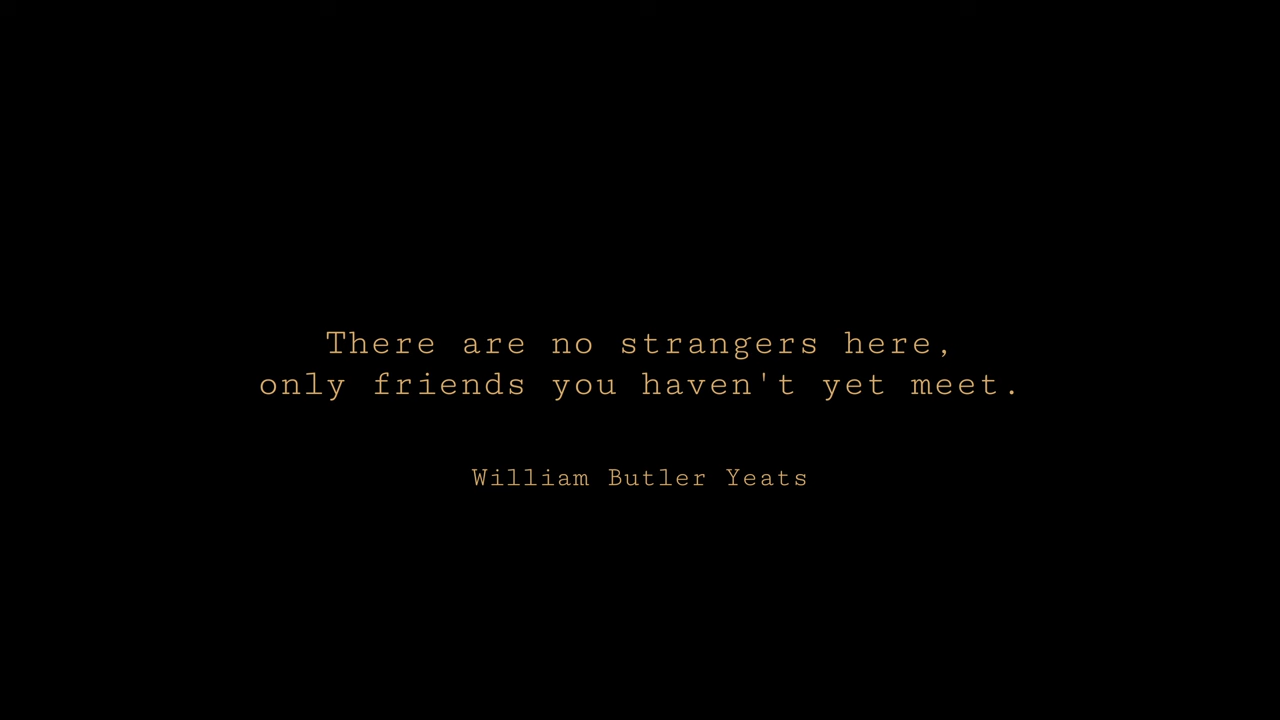 There are no strangers here,
only friends you haven't yet meet.
William Butler Yeats